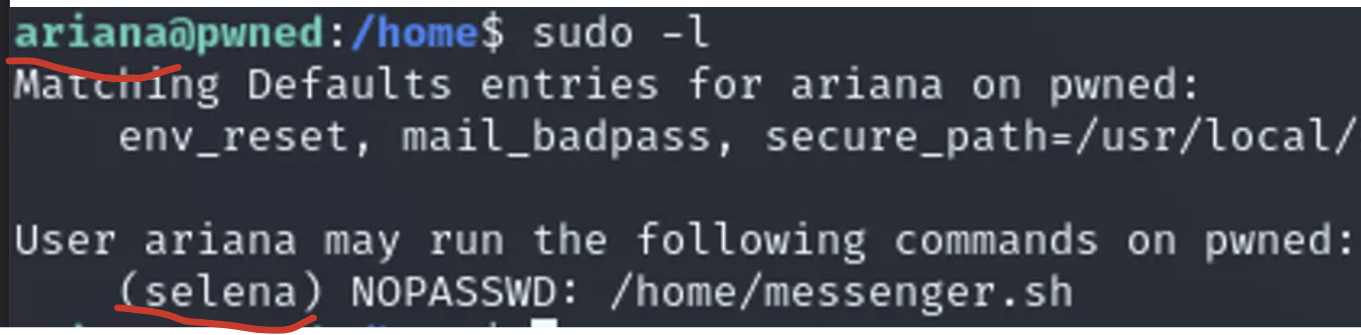 ariana@pwned:/home$ sudo -l
Matching Defaults entries for ariana on pwned:
    env_reset, mail_badpass, secure_path=/usr/local/
User ariana may run the following commands on pwned:
    (selena) NOPASSWD: /home/messenger.sh